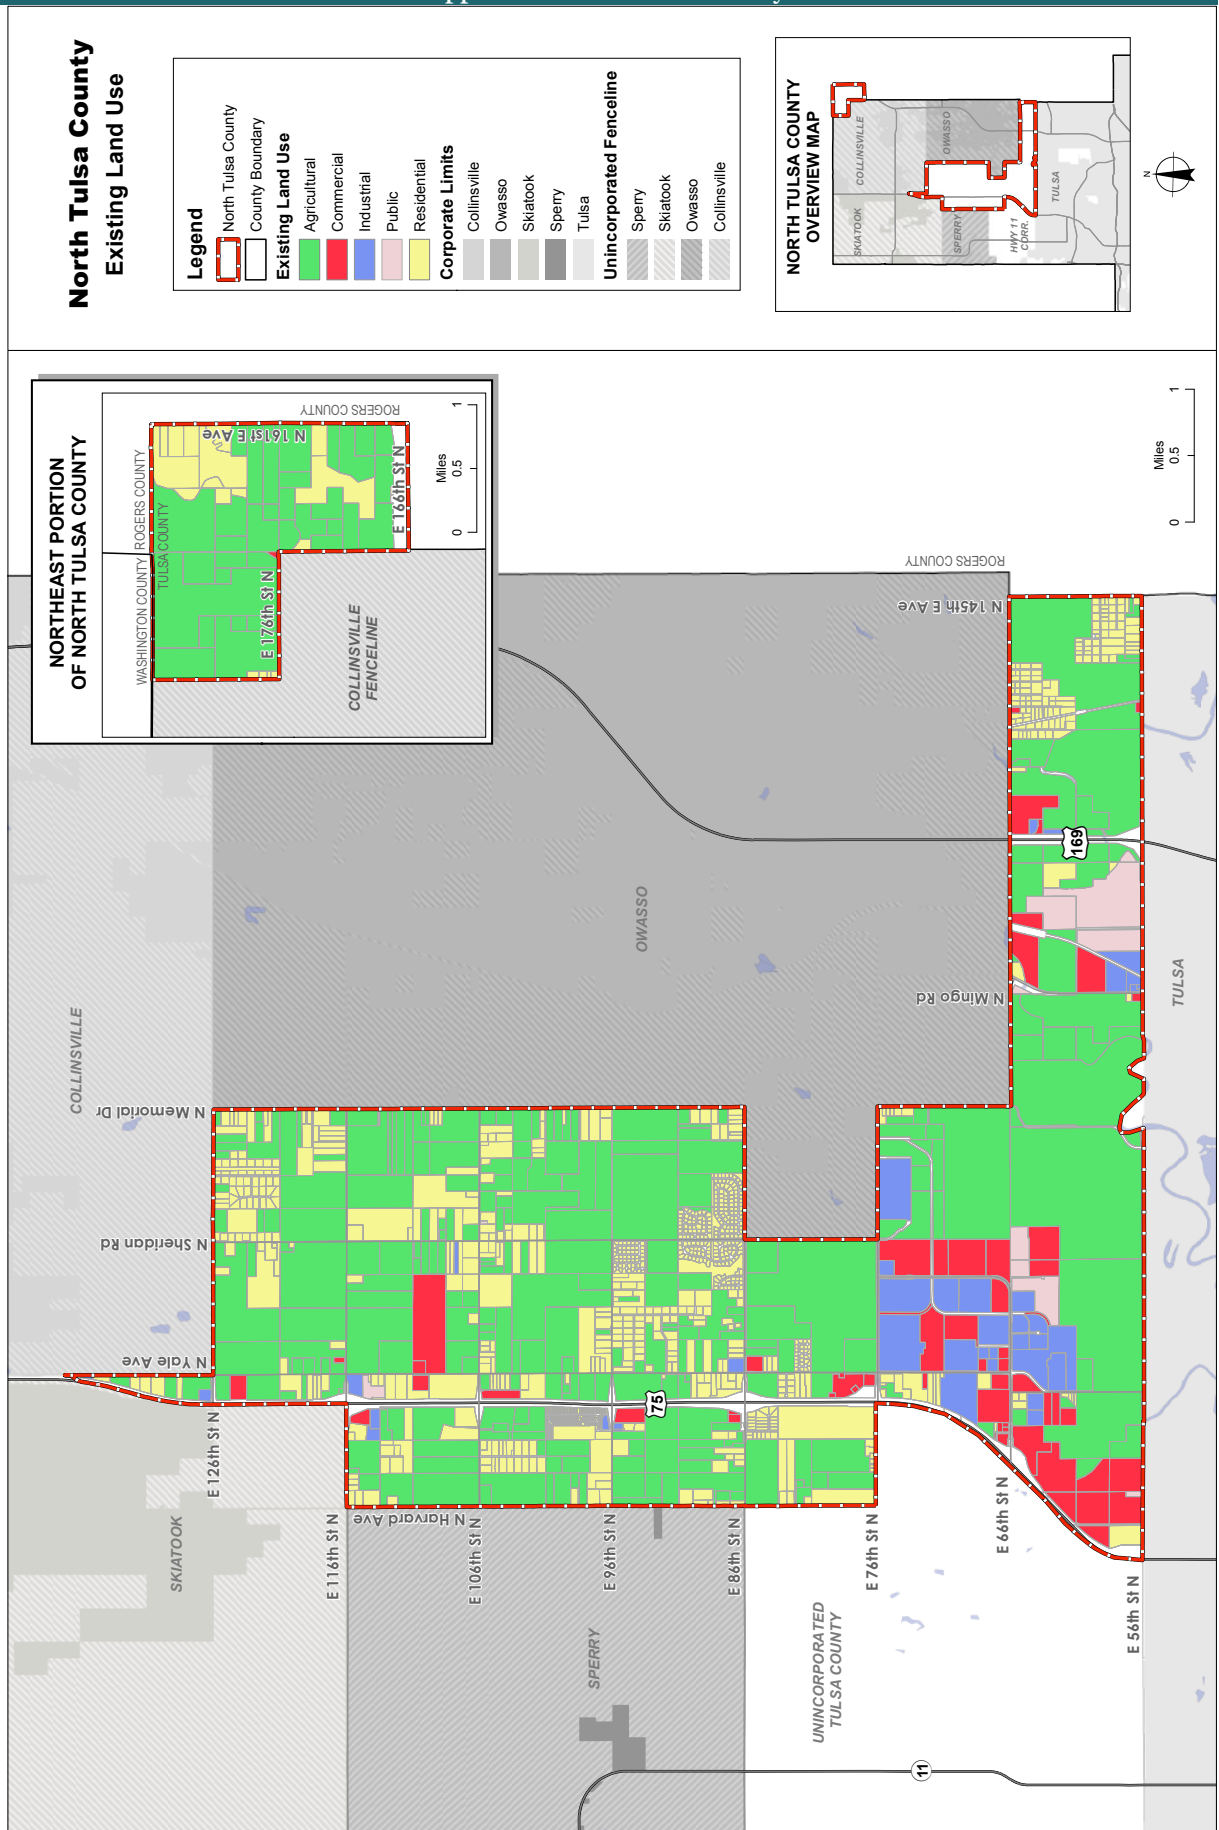 North Tulsa County
Existing Land Use
Legend
North Tulsa County
County Boundary
Existing Land Use
Agricultural
Commercial
Industrial
Public
Residential
Corporate Limits
Collinsville
Owasso
Skiatook
Sperry
Tulsa
Unincorporated Fenceline
Sperry
Skiatook
Owasso
Collinsville
NORTH TULSA COUNTY
OVERVIEW MAP
COLLINSVILLE
SKIATOOK
OWASSO
SPERRY
HWY 11
CORR.
TULSA
N
NORTHEAST PORTION
OF NORTH TULSA COUNTY
WASHINGTON COUNTY
ROGERS COUNTY
TULSA COUNTY
ROGERS COUNTY
N 161st E Ave
E 176th St N
E 166th St N
COLLINSVILLE
FENCELINE
Miles
0 0.5 1
Miles
0 0.5 1
ROGERS COUNTY
N 145th E Ave
COLLINSVILLE
OWASSO
TULSA
SKIATOOK
SPERRY
UNINCORPORATED
TULSA COUNTY
N Memorial Dr
N Sheridan Rd
N Yale Ave
N Harvard Ave
N Mingo Rd
E 126th St N
E 116th St N
E 106th St N
E 96th St N
E 86th St N
E 76th St N
E 66th St N
E 56th St N
75
169
11